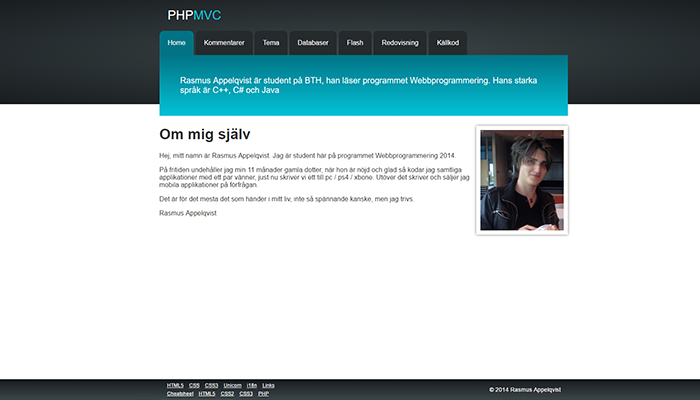 PHPMVC
Home Kommentarer Tema Databaser Flash Redovisning Källkod
Rasmus Appelqvist är student på BTH, han läser programmet Webbprogrammering. Hans starka
språk är C++, C# och Java
Om mig själv
Hej, mitt namn är Rasmus Appelqvist. Jag är student här på programmet Webbprogrammering 2014.
På fritiden undehåller jag min 11 månader gamla dotter, när hon är nöjd och glad så kodar jag samtliga
applikationer med ett par vänner, just nu skriver vi ett till pc / ps4 / xbone. Utöver det skriver och säljer jag
mobila applikationer på förfrågan.
Det är för det mesta det som händer i mitt liv, inte så spännande kanske, men jag trivs.
Rasmus Appelqvist
HTML5 CSS CSS3 Unicorn i18n Links
Cheatsheet HTML5 CSS2 CSS3 PHP
© 2014 Rasmus Appelqvist